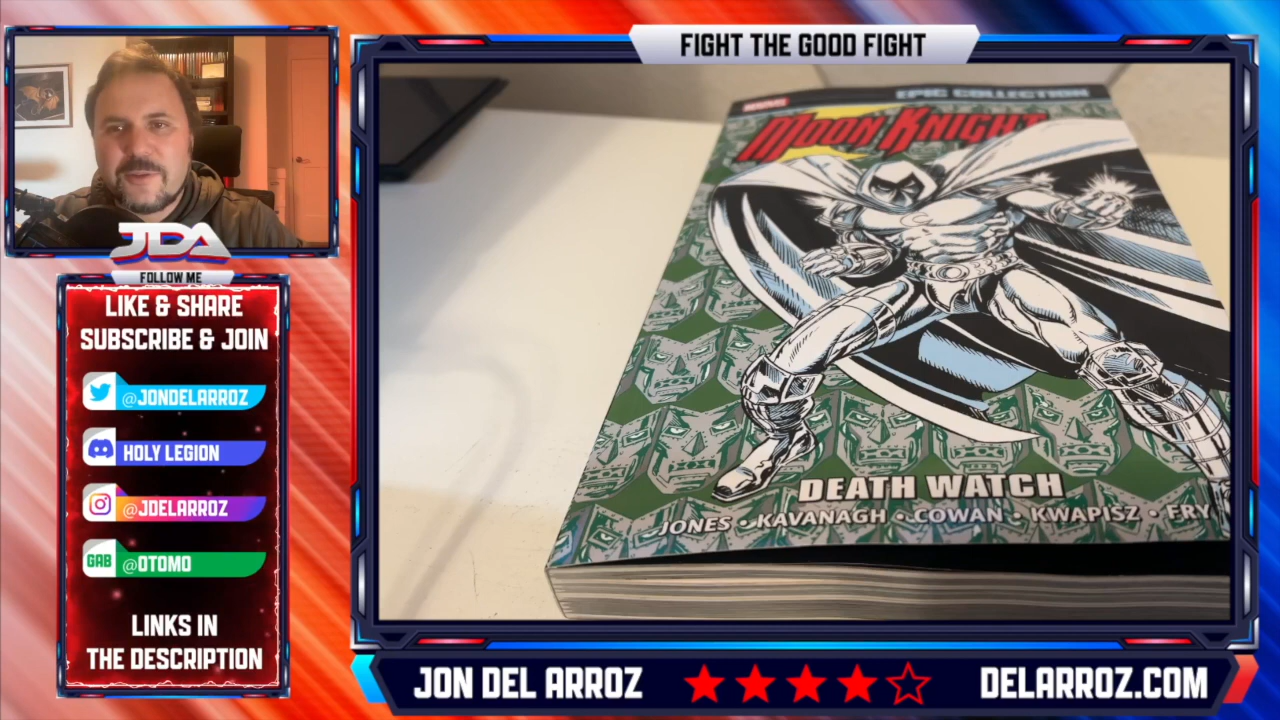 FIGHT THE GOOD FIGHT
MARVEL
EPIC COLLECTION
MOON KNIGHT
DEATH WATCH
JONES • KAVANAGH • COWAN • KWAPISZ • FRY
JDA
FOLLOW ME
LIKE & SHARE
SUBSCRIBE & JOIN
@JONDELARROZ
HOLY LEGION
@JDELARROZ
GAB @OTOMO
LINKS IN
THE DESCRIPTION
JON DEL ARROZ
DELARROZ.COM